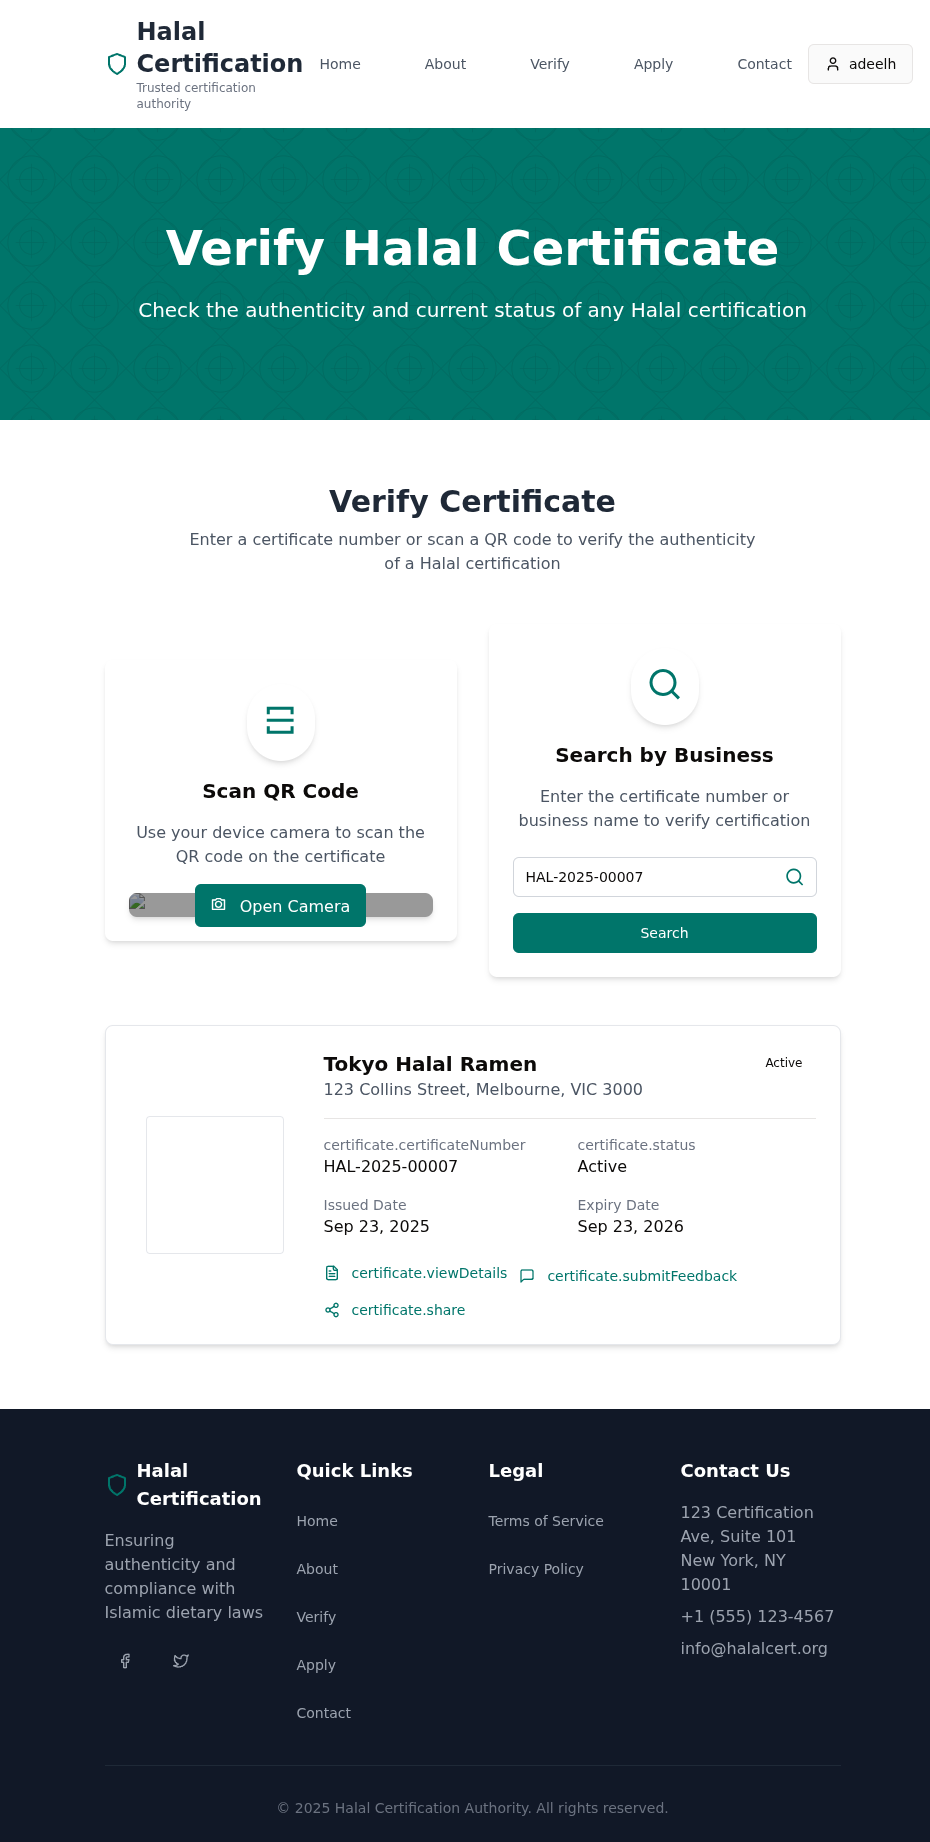 Halal
Certification
Trusted certification
authority
Home
About
Verify
Apply
Contact
adeelh
Verify Halal Certificate
Check the authenticity and current status of any Halal certification
Verify Certificate
Enter a certificate number or scan a QR code to verify the authenticity
of a Halal certification
Scan QR Code
Use your device camera to scan the
QR code on the certificate
Open Camera
Search by Business
Enter the certificate number or
business name to verify certification
HAL-2025-00007
Search
Tokyo Halal Ramen
Active
123 Collins Street, Melbourne, VIC 3000
certificate.certificateNumber
HAL-2025-00007
certificate.status
Active
Issued Date
Sep 23, 2025
Expiry Date
Sep 23, 2026
certificate.viewDetails
certificate.submitFeedback
certificate.share
Halal
Certification
Ensuring
authenticity and
compliance with
Islamic dietary laws
Quick Links
Home
About
Verify
Apply
Contact
Legal
Terms of Service
Privacy Policy
Contact Us
123 Certification
Ave, Suite 101
New York, NY
10001
+1 (555) 123-4567
info@halalcert.org
© 2025 Halal Certification Authority. All rights reserved.